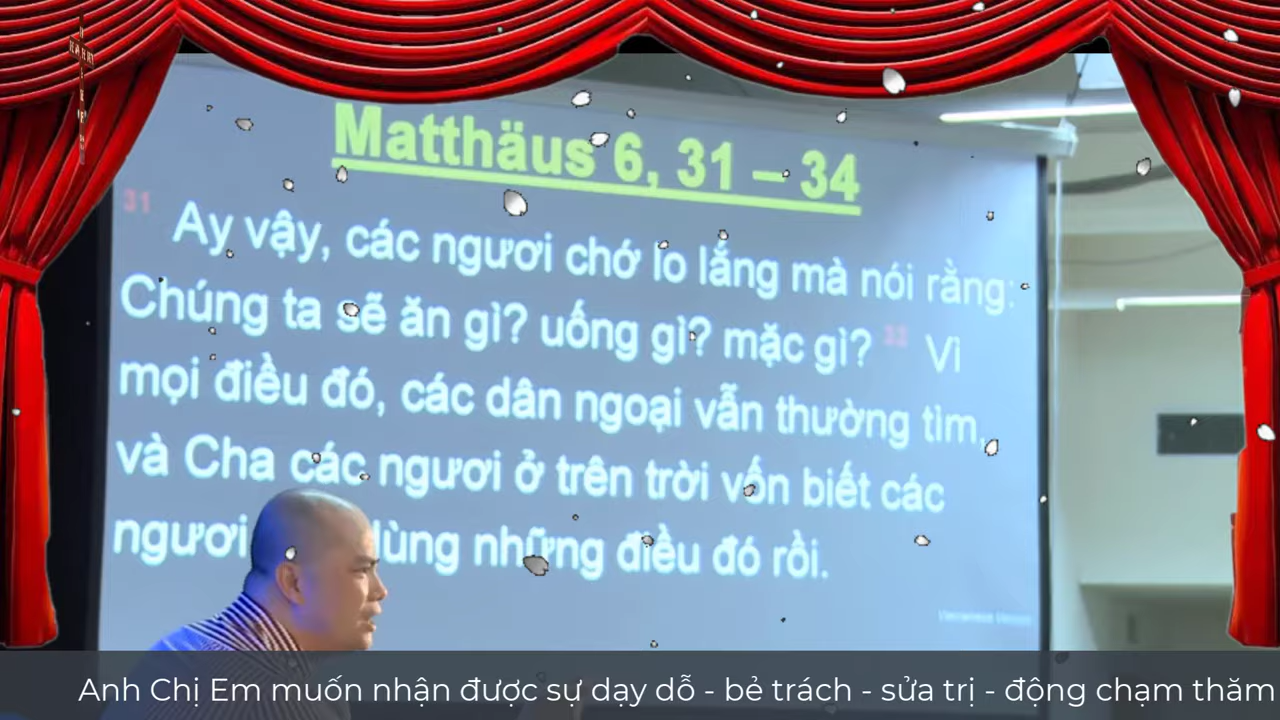 Matthäus 6, 31 – 34
31 Ay vậy, các ngươi chớ lo lắng mà nói rằng:
Chúng ta sẽ ăn gì? uống gì? mặc gì? 32 Vì
mọi điều đó, các dân ngoại vẫn thường tìm,
và Cha các ngươi ở trên trời vốn biết các
ngươi dùng những điều đó rồi.
Anh Chị Em muốn nhận được sự dạy dỗ - bẻ trách - sửa trị - động chạm thăm